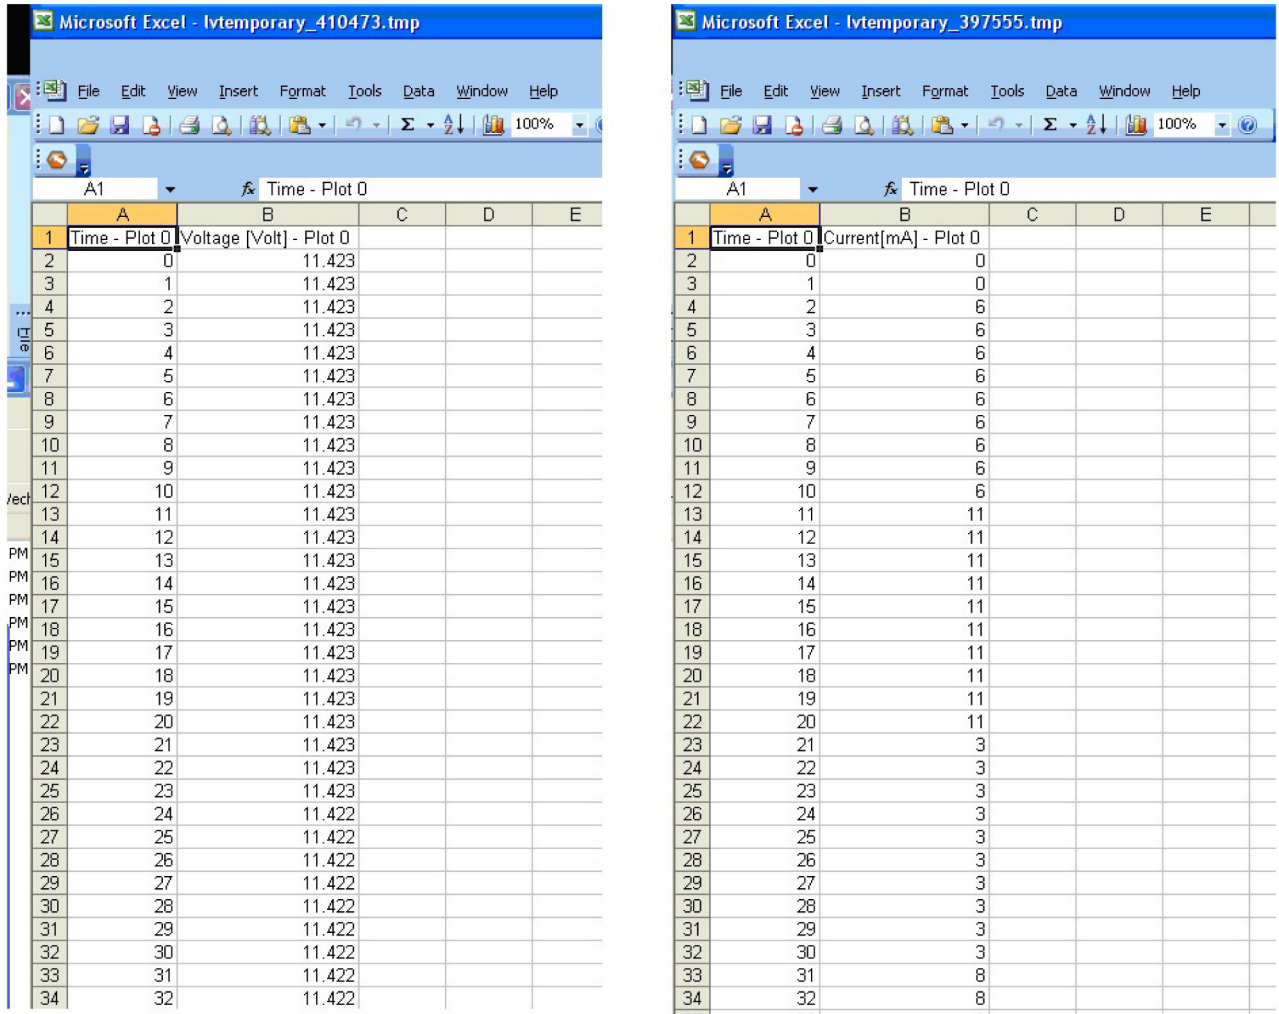 Microsoft Excel - lvtemporary_410473.tmp
File Edit View Insert Format Tools Data Window Help
Σ 100%
A1 fx Time - Plot 0
A B C D E
1 Time - Plot 0 Voltage [Volt] - Plot 0
2 0 11.423
3 1 11.423
4 2 11.423
5 3 11.423
6 4 11.423
7 5 11.423
8 6 11.423
9 7 11.423
10 8 11.423
11 9 11.423
12 10 11.423
13 11 11.423
14 12 11.423
15 13 11.423
16 14 11.423
17 15 11.423
18 16 11.423
19 17 11.423
20 18 11.423
21 19 11.423
22 20 11.423
23 21 11.423
24 22 11.423
25 23 11.423
26 24 11.422
27 25 11.422
28 26 11.422
29 27 11.422
30 28 11.422
31 29 11.422
32 30 11.422
33 31 11.422
34 32 11.422
File
PM
PM
PM
PM
PM
PM
Microsoft Excel - lvtemporary_397555.tmp
File Edit View Insert Format Tools Data Window Help
Σ 100%
A1 fx Time - Plot 0
A B C D E
1 Time - Plot 0 Current[mA] - Plot 0
2 0 0
3 1 0
4 2 6
5 3 6
6 4 6
7 5 6
8 6 6
9 7 6
10 8 6
11 9 6
12 10 6
13 11 11
14 12 11
15 13 11
16 14 11
17 15 11
18 16 11
19 17 11
20 18 11
21 19 11
22 20 11
23 21 3
24 22 3
25 23 3
26 24 3
27 25 3
28 26 3
29 27 3
30 28 3
31 29 3
32 30 3
33 31 8
34 32 8